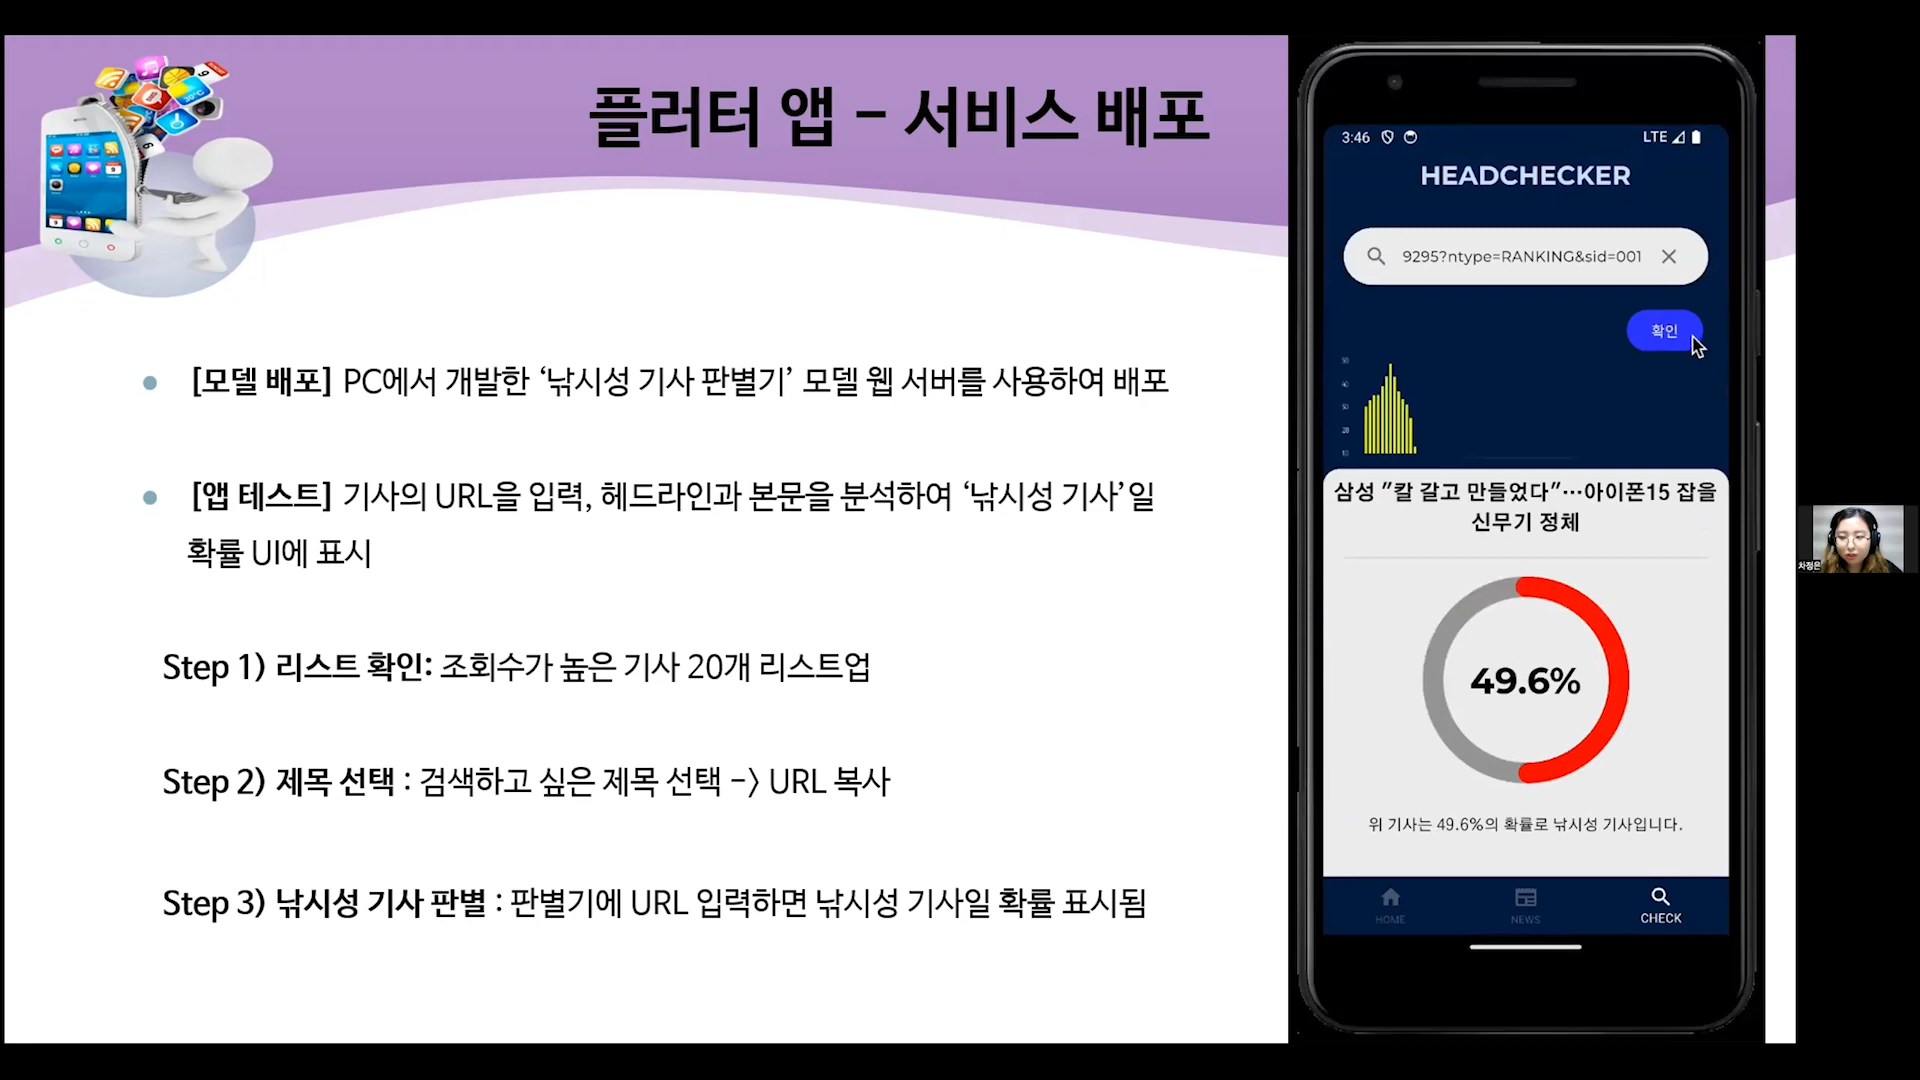 플러터 앱 - 서비스 배포
[모델 배포] PC에서 개발한 ‘낚시성 기사 판별기’ 모델 웹 서버를 사용하여 배포
[앱 테스트] 기사의 URL을 입력, 헤드라인과 본문을 분석하여 ‘낚시성 기사’일
확률 UI에 표시
Step 1) 리스트 확인: 조회수가 높은 기사 20개 리스트업
Step 2) 제목 선택 : 검색하고 싶은 제목 선택 -> URL 복사
Step 3) 낚시성 기사 판별 : 판별기에 URL 입력하면 낚시성 기사일 확률 표시됨
3:46
LTE
HEADCHECKER
9295?ntype=RANKING&sid=001
확인
삼성 "칼 갈고 만들었다"…아이폰15 잡을
신무기 정체
49.6%
위 기사는 49.6%의 확률로 낚시성 기사입니다.
HOME
NEWS
CHECK
차정은